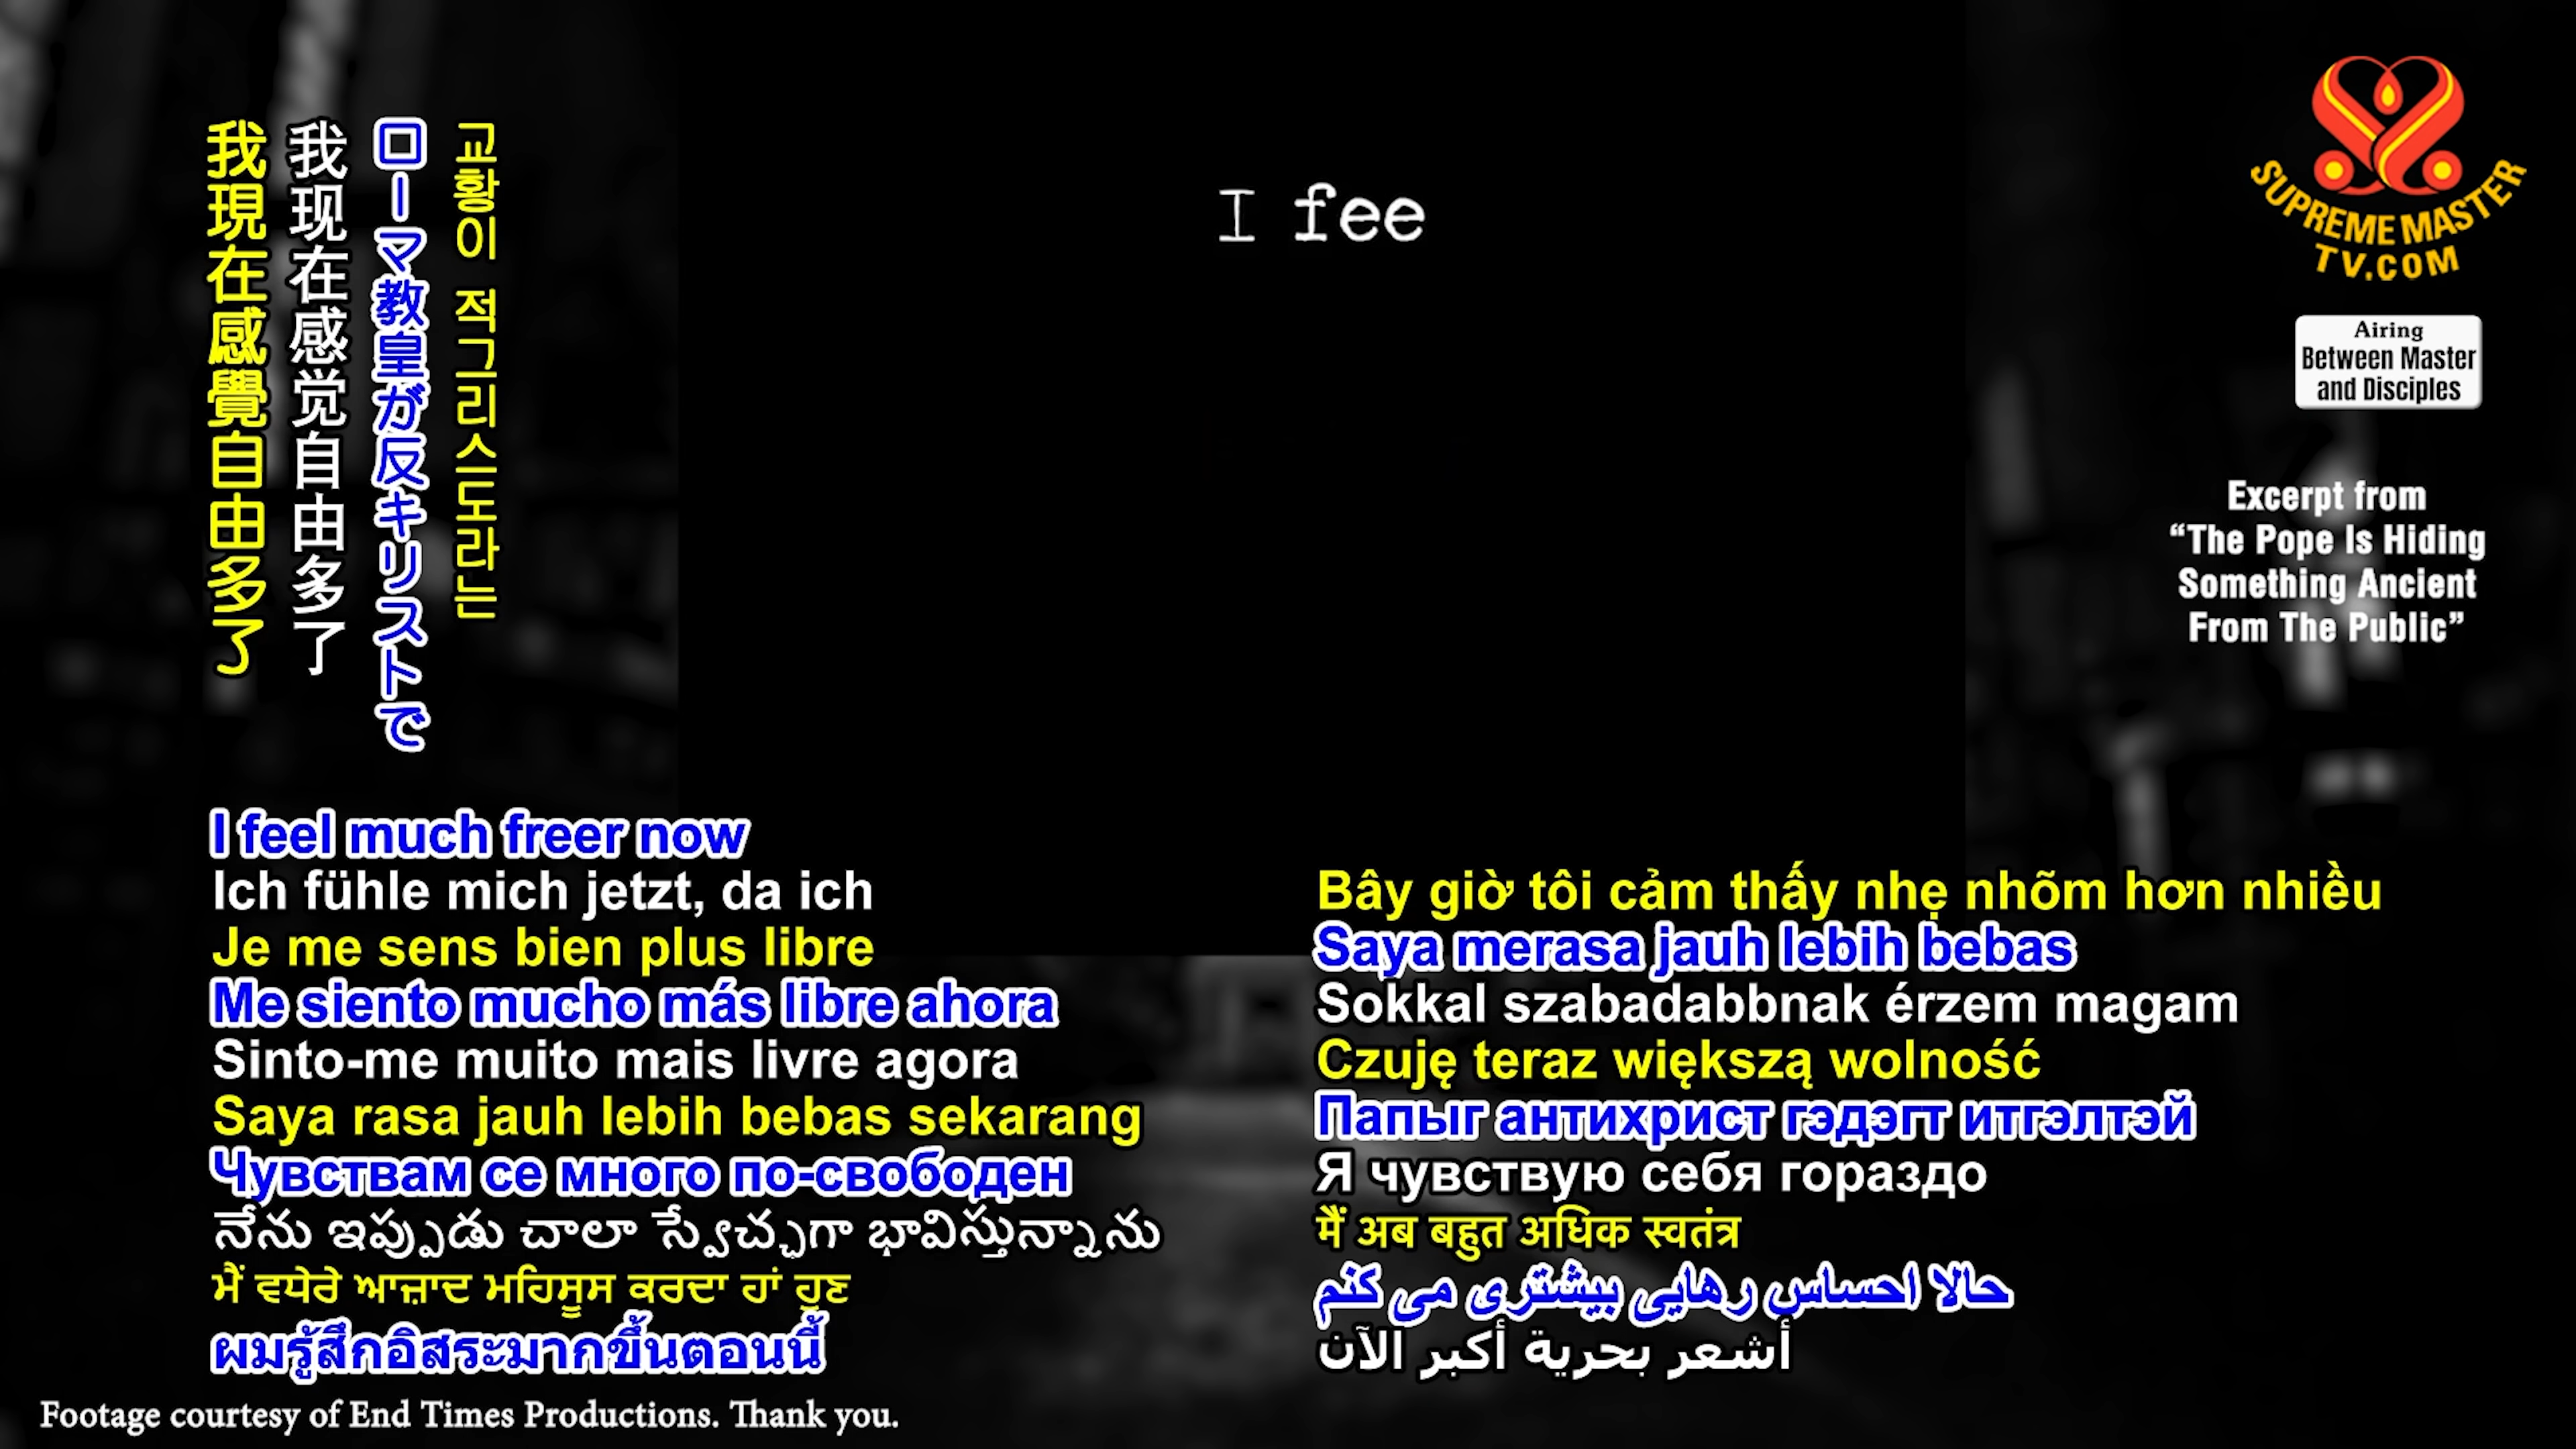 我現在感覺自由多了
我现在感觉自由多了
ローマ教皇が反キリストで
교황이 적그리스도라는
I fee
SUPREME MASTER
TV.COM
Airing
Between Master
and Disciples
Excerpt from
“The Pope Is Hiding
Something Ancient
From The Public”
I feel much freer now
Ich fühle mich jetzt, da ich
Je me sens bien plus libre
Me siento mucho más libre ahora
Sinto-me muito mais livre agora
Saya rasa jauh lebih bebas sekarang
Чувствам се много по-свободен
నేను ఇప్పుడు చాలా స్వేచ్ఛగా భావిస్తున్నాను
ਮੈਂ ਵਧੇਰੇ ਆਜ਼ਾਦ ਮਹਿਸੂਸ ਕਰਦਾ ਹਾਂ ਹੁਣ
ผมรู้สึกอิสระมากขึ้นตอนนี้
Bây giờ tôi cảm thấy nhẹ nhõm hơn nhiều
Saya merasa jauh lebih bebas
Sokkal szabadabbnak érzem magam
Czuję teraz większą wolność
Папыг антихрист гэдэгт итгэлтэй
Я чувствую себя гораздо
मैं अब बहुत अधिक स्वतंत्र
حالا احساس رهایی بیشتری می کنم
أشعر بحرية أكبر الآن
Footage courtesy of End Times Productions. Thank you.